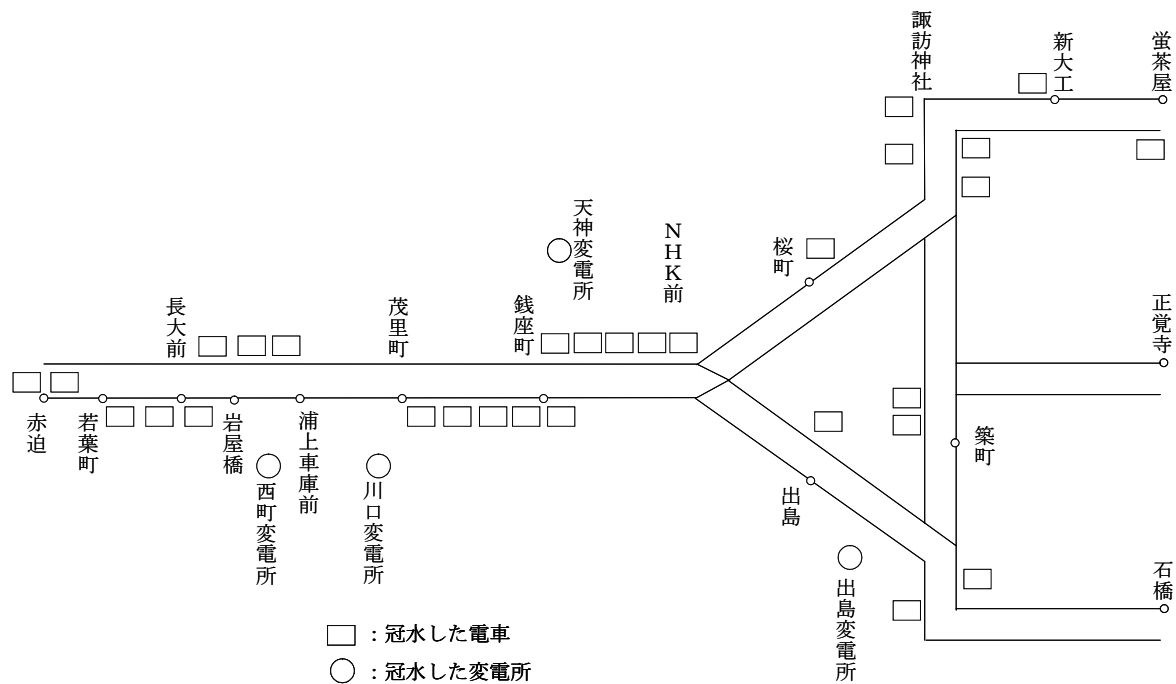 諏訪神社
新大工
蛍茶屋
天神変電所
NHK前
桜町
長大前
茂里町
銭座町
正覚寺
赤迫
若葉町
岩屋橋
西町変電所
浦上車庫前
川口変電所
出島
築町
出島変電所
石橋
:冠水した電車
:冠水した変電所